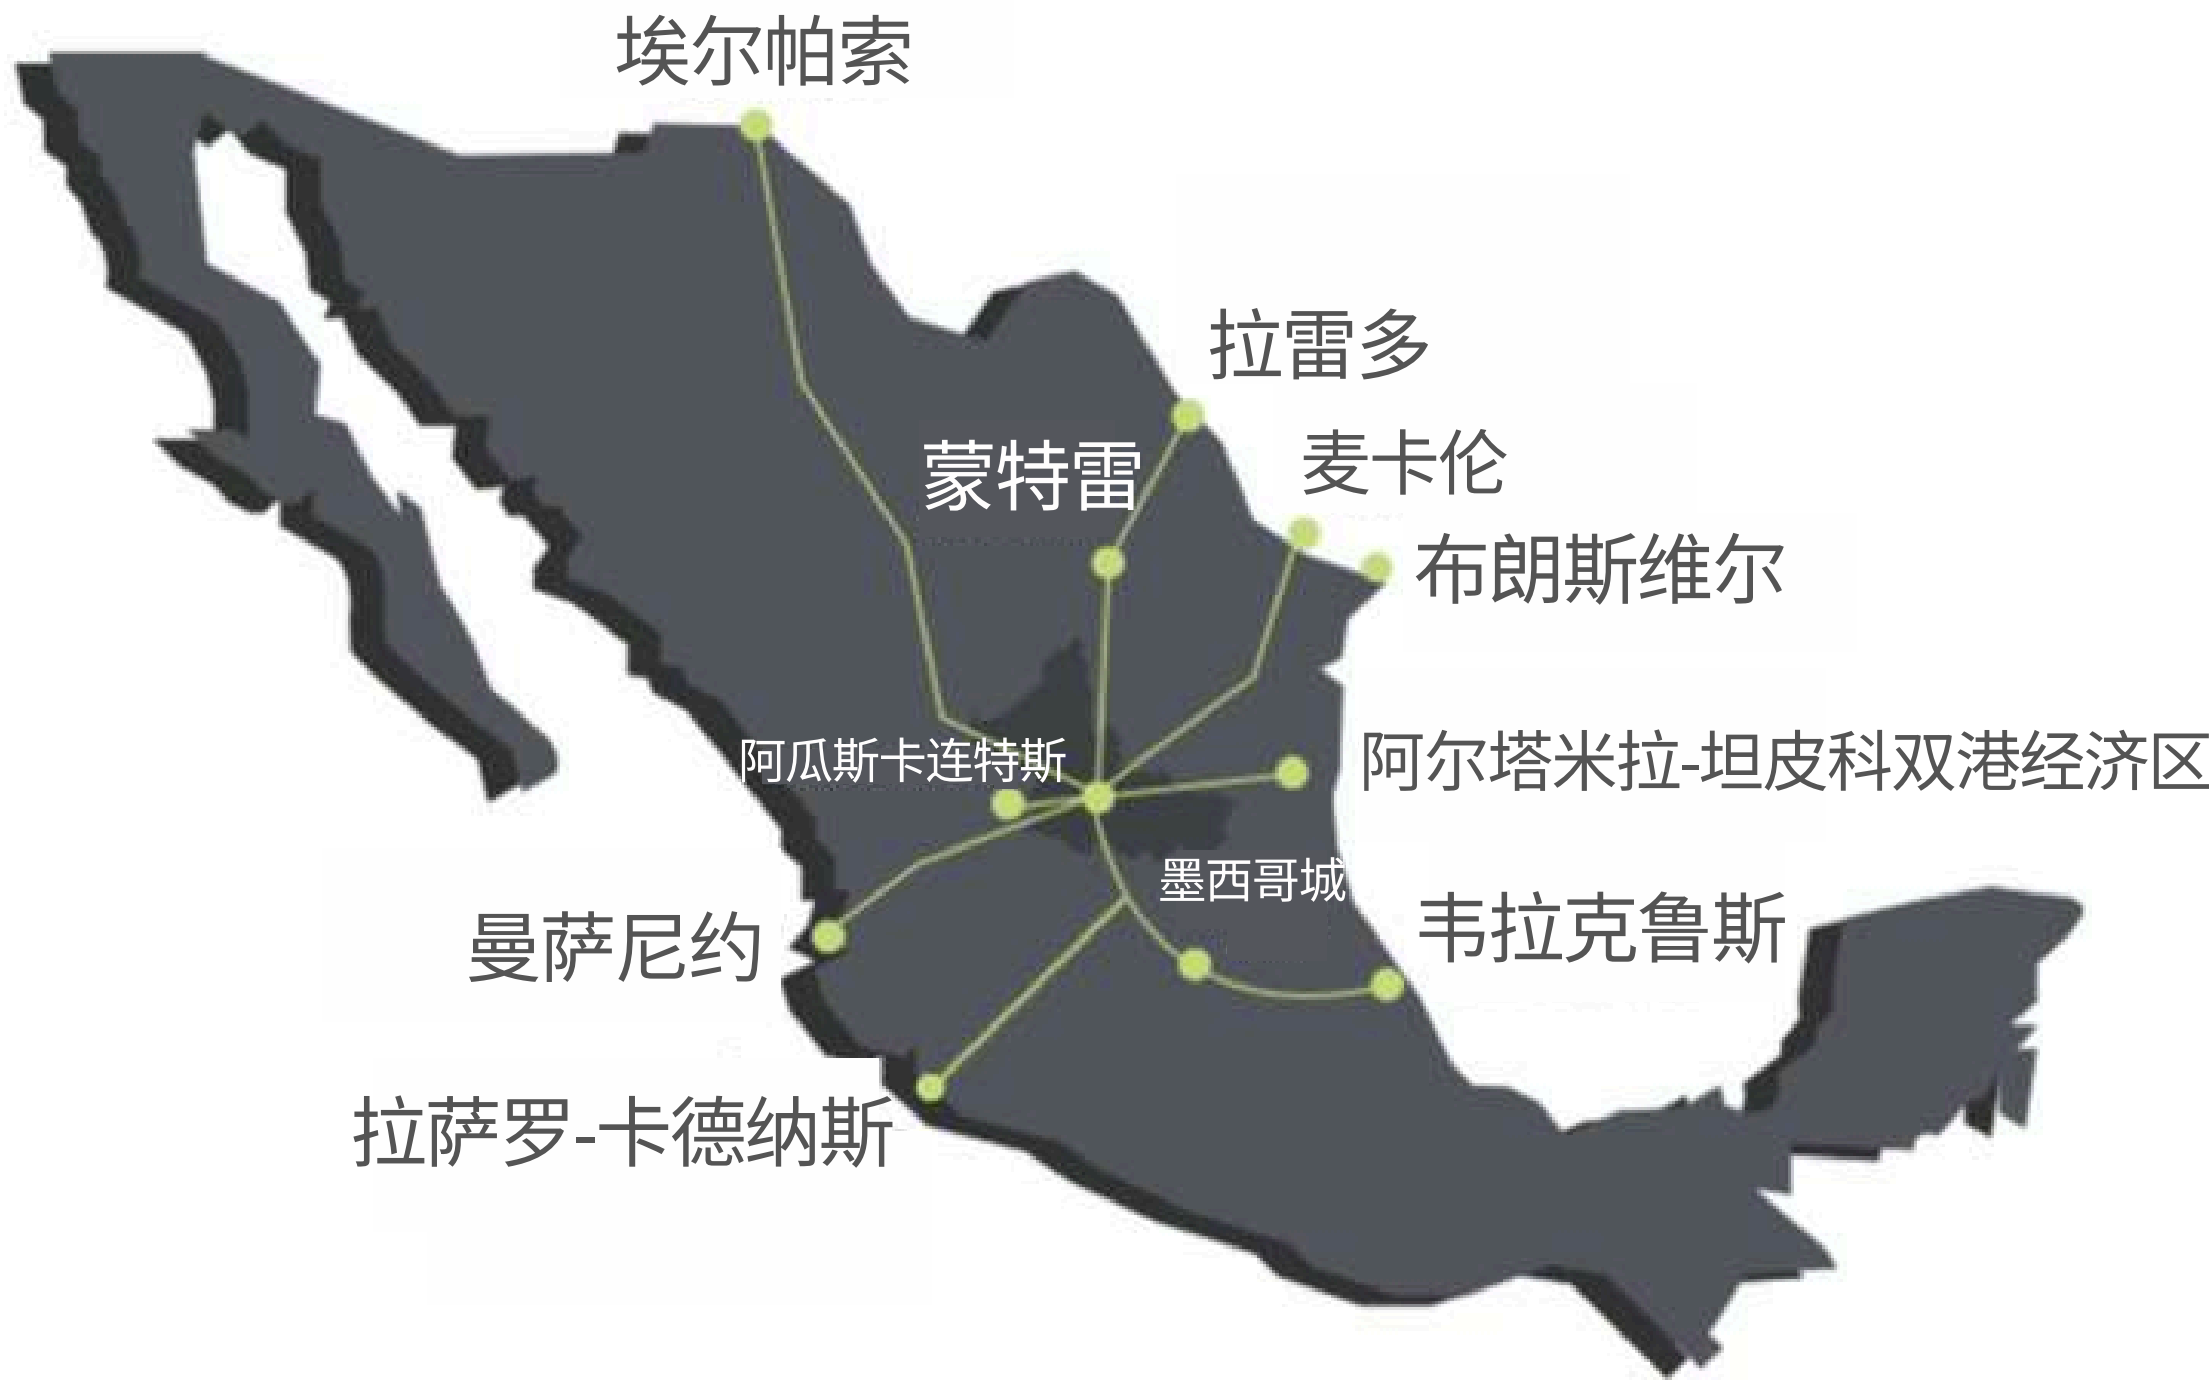 埃尔帕索
拉雷多
蒙特雷
麦卡伦
布朗斯维尔
阿瓜斯卡连特斯
阿尔塔米拉-坦皮科双港经济区
墨西哥城
韦拉克鲁斯
曼萨尼约
拉萨罗-卡德纳斯